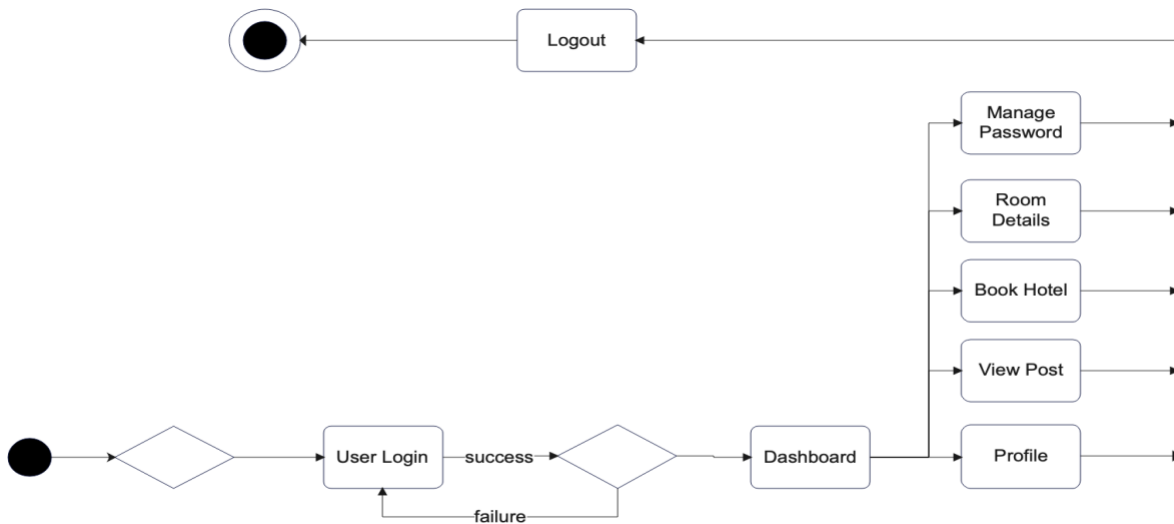 Logout
Manage
Password
Room
Details
Book Hotel
View Post
User Login
success
Dashboard
Profile
failure